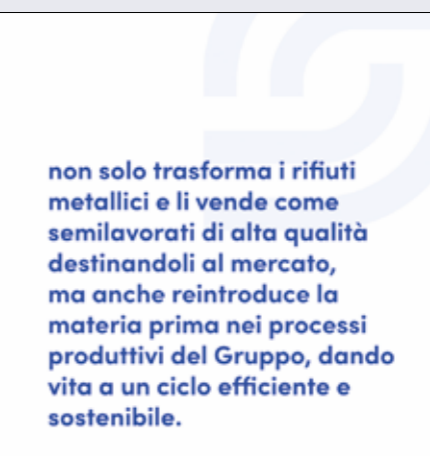 non solo trasforma i rifiuti
metallici e li vende come
semilavorati di alta qualità
destinandoli al mercato,
ma anche reintroduce la
materia prima nei processi
produttivi del Gruppo, dando
vita a un ciclo efficiente e
sostenibile.